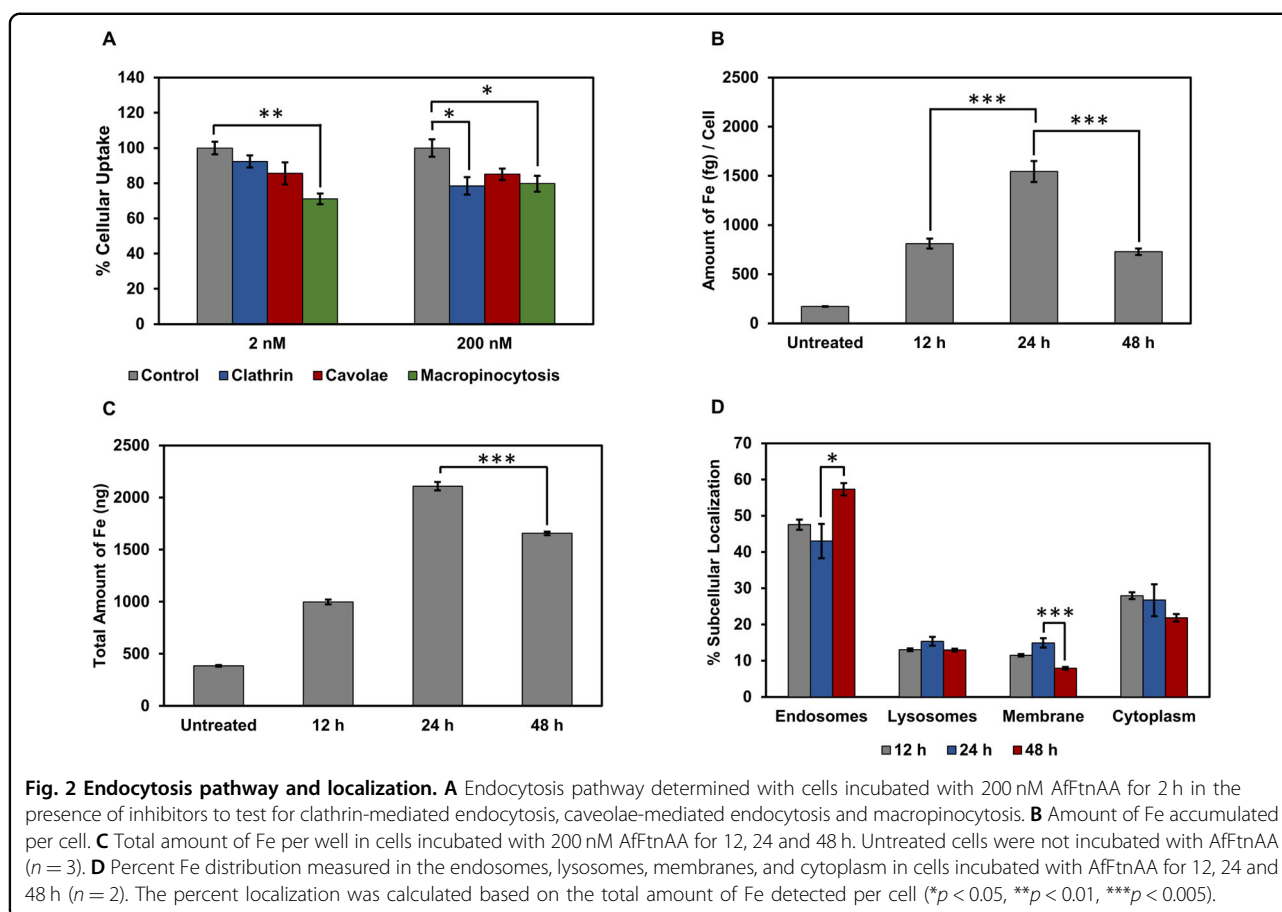 A
% Cellular Uptake
140
120
100
80
60
40
20
0
**
*
*
2 nM 200 nM
Control Clathrin Cavolae Macropinocytosis
B
Amount of Fe (fg) / Cell
2500
2000
1500
1000
500
0
***
***
Untreated 12 h 24 h 48 h
C
Total Amount of Fe (ng)
2500
2000
1500
1000
500
0
***
Untreated 12 h 24 h 48 h
D
% Subcellular Localization
70
60
50
40
30
20
10
0
*
***
Endosomes Lysosomes Membrane Cytoplasm
12 h 24 h 48 h
Fig. 2 Endocytosis pathway and localization. A Endocytosis pathway determined with cells incubated with 200 nM AfFtnAA for 2 h in the
presence of inhibitors to test for clathrin-mediated endocytosis, caveolae-mediated endocytosis and macropinocytosis. B Amount of Fe accumulated
per cell. C Total amount of Fe per well in cells incubated with 200 nM AfFtnAA for 12, 24 and 48 h. Untreated cells were not incubated with AfFtnAA
(n = 3). D Percent Fe distribution measured in the endosomes, lysosomes, membranes, and cytoplasm in cells incubated with AfFtnAA for 12, 24 and
48 h (n = 2). The percent localization was calculated based on the total amount of Fe detected per cell (*p < 0.05, **p < 0.01, ***p < 0.005).